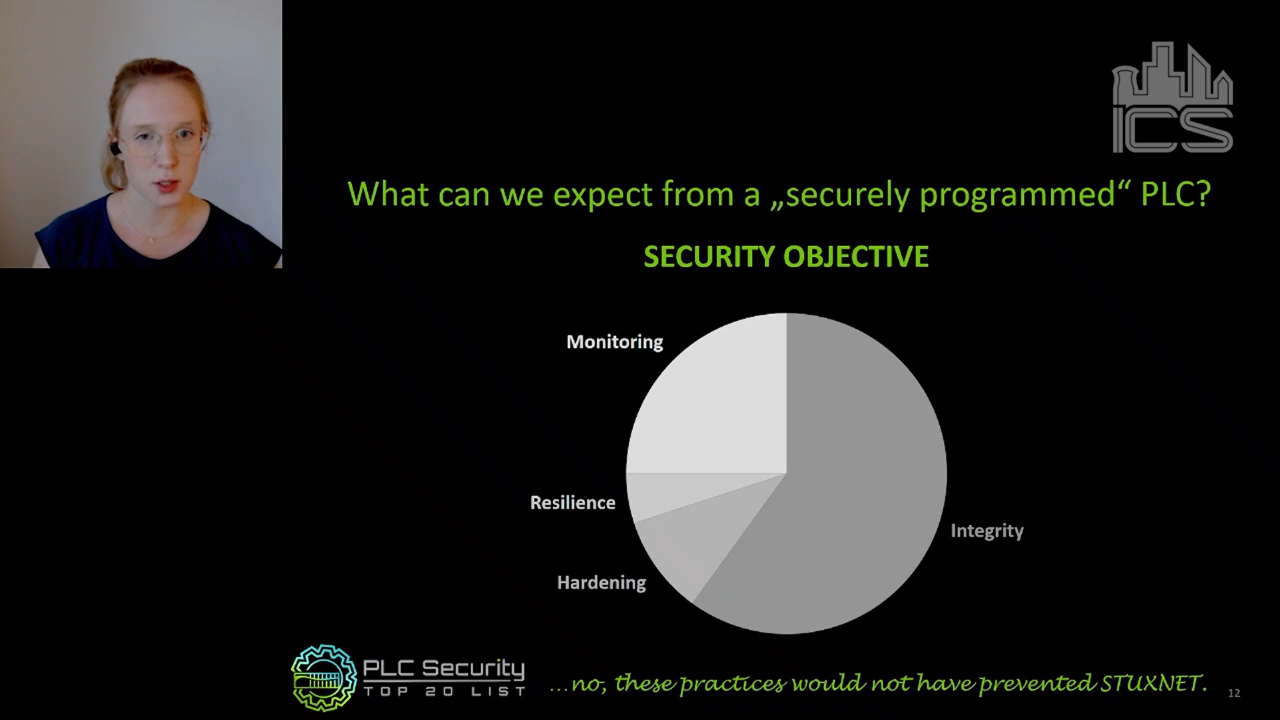 ICS
What can we expect from a „securely programmed“ PLC?
SECURITY OBJECTIVE
Monitoring
Resilience
Integrity
Hardening
PLC Security
TOP 20 LIST
...no, these practices would not have prevented STUXNET.
12